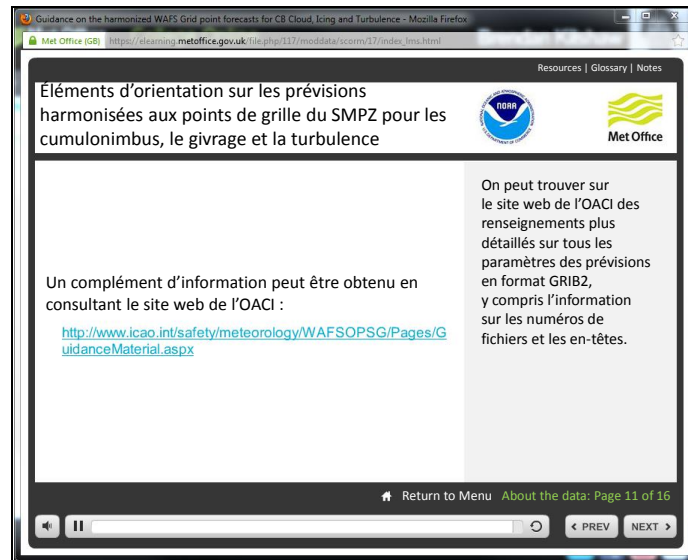 Guidance on the harmonized WAFS Grid point forecasts for CB Cloud, Icing and Turbulence - Mozilla Firefox
Met Office (GB) https://elearning.metoffice.gov.uk/file.php/117/moddata/scorm/17/index_lms.html
Resources | Glossary | Notes
Éléments d’orientation sur les prévisions
harmonisées aux points de grille du SMPZ pour les
cumulonimbus, le givrage et la turbulence
NOAA
Met Office
On peut trouver sur
le site web de l’OACI des
renseignements plus
détaillés sur tous les
paramètres des prévisions
en format GRIB2,
y compris l’information
sur les numéros de
fichiers et les en-têtes.
Un complément d’information peut être obtenu en
consultant le site web de l’OACI :
http://www.icao.int/safety/meteorology/WAFSOPSG/Pages/G
uidanceMaterial.aspx
Return to Menu About the data: Page 11 of 16
< PREV NEXT >